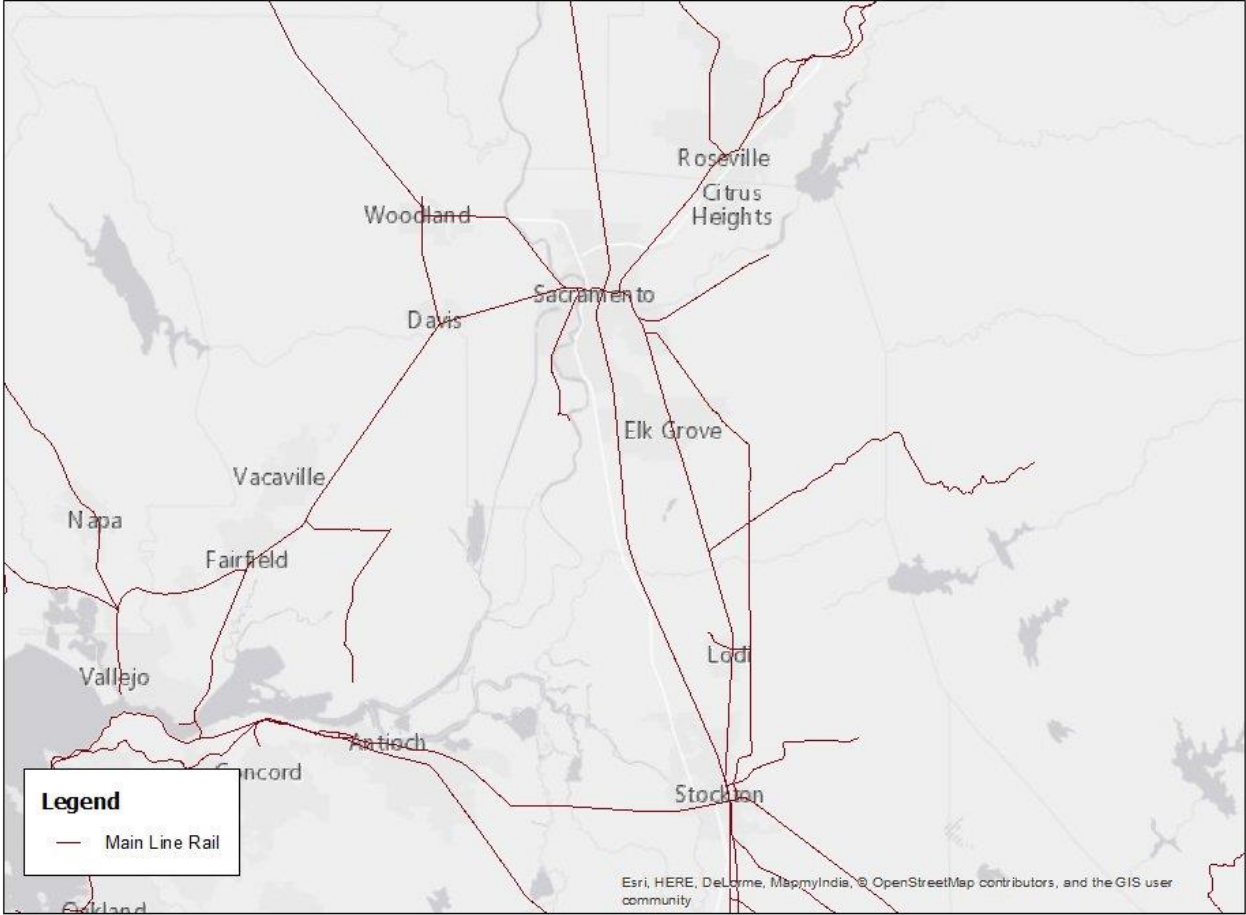 Roseville
Citrus
Heights
Woodland
Sacramento
Davis
Elk Grove
Vacaville
Napa
Fairfield
Lodi
Vallejo
Antioch
Concord
Stockton
Legend
Main Line Rail
Esri, HERE, DeLorme, MapmyIndia, © OpenStreetMap contributors, and the GIS user
community
Oakland